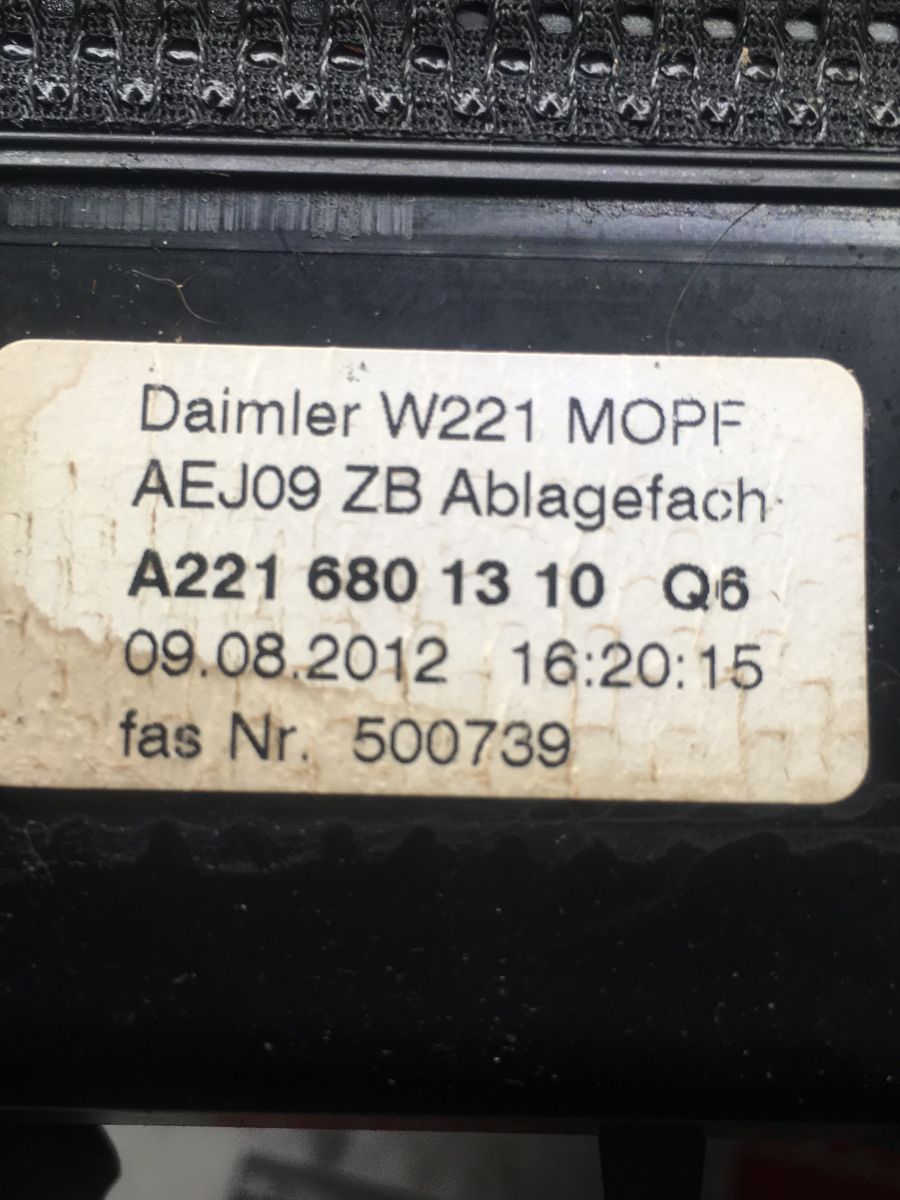 Daimler W221 MOPF
AEJ09 ZB Ablagefach
A221 680 13 10 Q6
09.08.2012 16:20:15
fas Nr. 500739